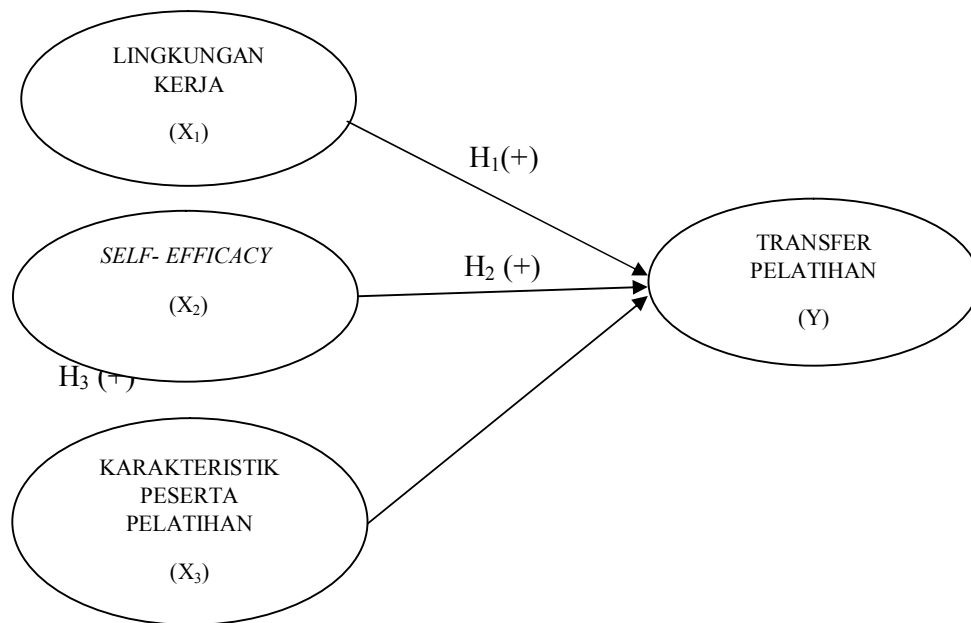 LINGKUNGAN
KERJA
(X₁)
H₁(+)
SELF- EFFICACY
(X₂)
H₂ (+)
TRANSFER
PELATIHAN
(Y)
H₃ (+)
KARAKTERISTIK
PESERTA
PELATIHAN
(X₃)